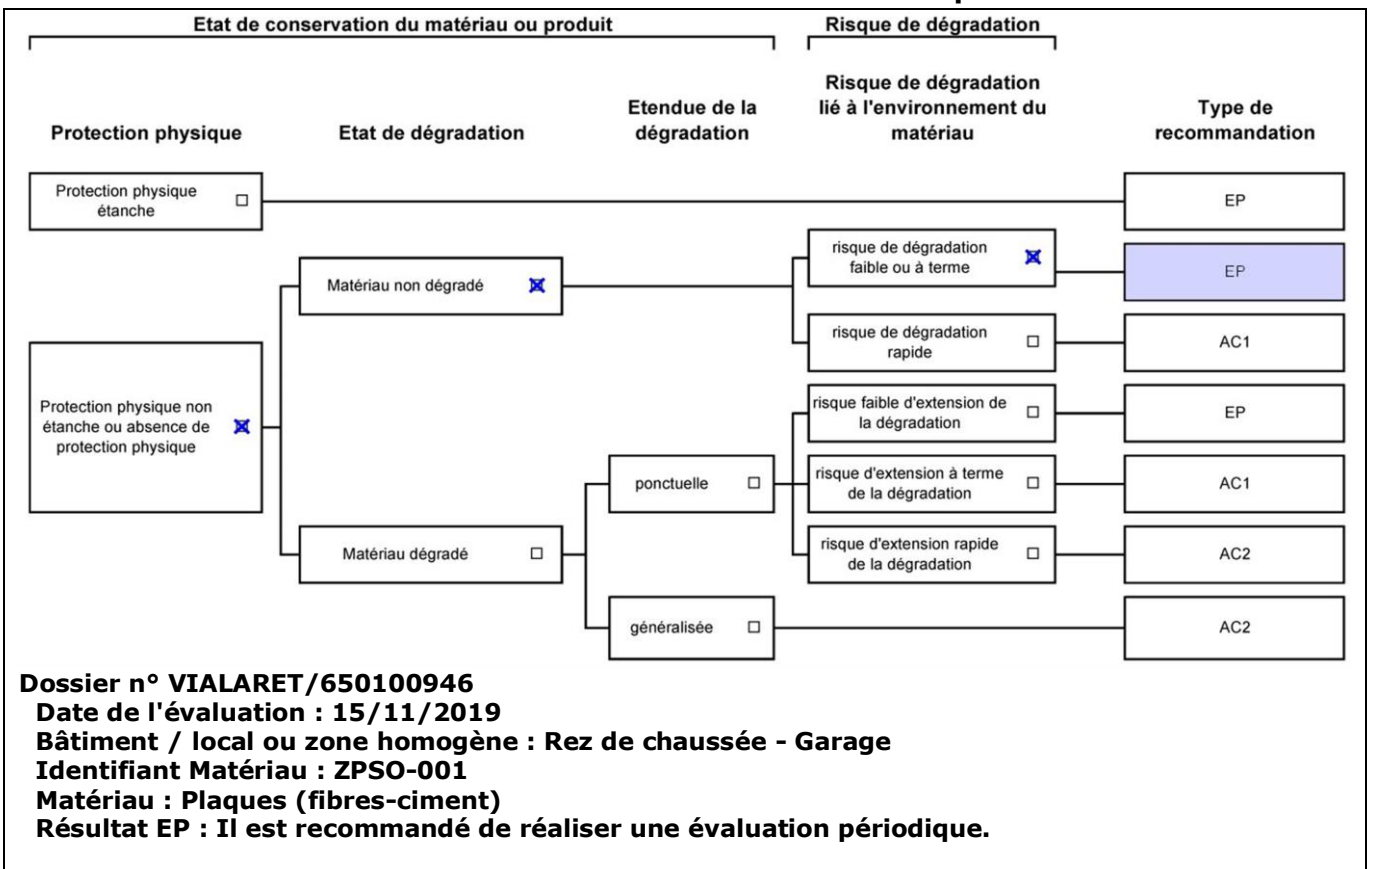 Etat de conservation du matériau ou produit
Risque de dégradation
Protection physique
Etat de dégradation
Etendue de la
dégradation
Risque de dégradation
lié à l'environnement du
matériau
Type de
recommandation
Protection physique
étanche
EP
risque de dégradation
faible ou à terme
EP
Matériau non dégradé
risque de dégradation
rapide
AC1
Protection physique non
étanche ou absence de
protection physique
risque faible d'extension de
la dégradation
EP
ponctuelle
risque d'extension à terme
de la dégradation
AC1
Matériau dégradé
risque d'extension rapide
de la dégradation
AC2
généralisée
AC2
Dossier n° VIALARET/650100946
Date de l'évaluation : 15/11/2019
Bâtiment / local ou zone homogène : Rez de chaussée - Garage
Identifiant Matériau : ZPSO-001
Matériau : Plaques (fibres-ciment)
Résultat EP : Il est recommandé de réaliser une évaluation périodique.